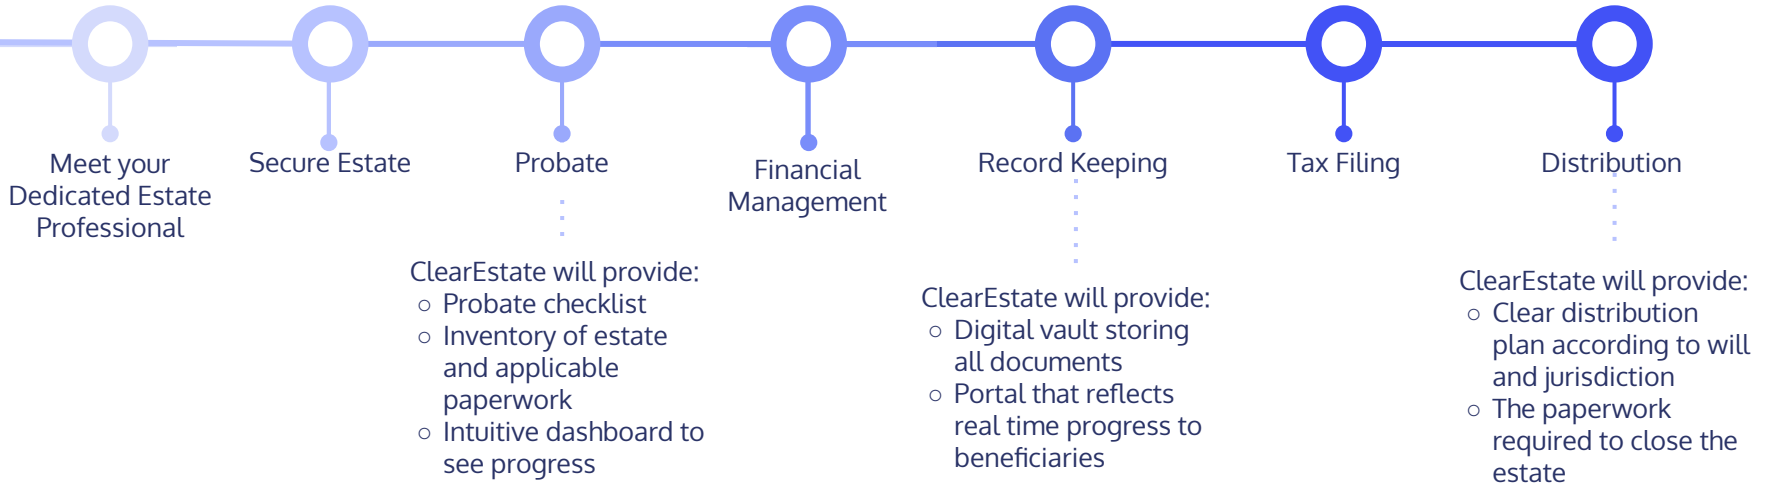 Meet your
Dedicated Estate
Professional
Secure Estate
Probate
Financial
Management
Record Keeping
Tax Filing
Distribution
ClearEstate will provide:
○ Probate checklist
○ Inventory of estate
and applicable
paperwork
○ Intuitive dashboard to
see progress
ClearEstate will provide:
○ Digital vault storing
all documents
○ Portal that reflects
real time progress to
beneficiaries
ClearEstate will provide:
○ Clear distribution
plan according to will
and jurisdiction
○ The paperwork
required to close the
estate